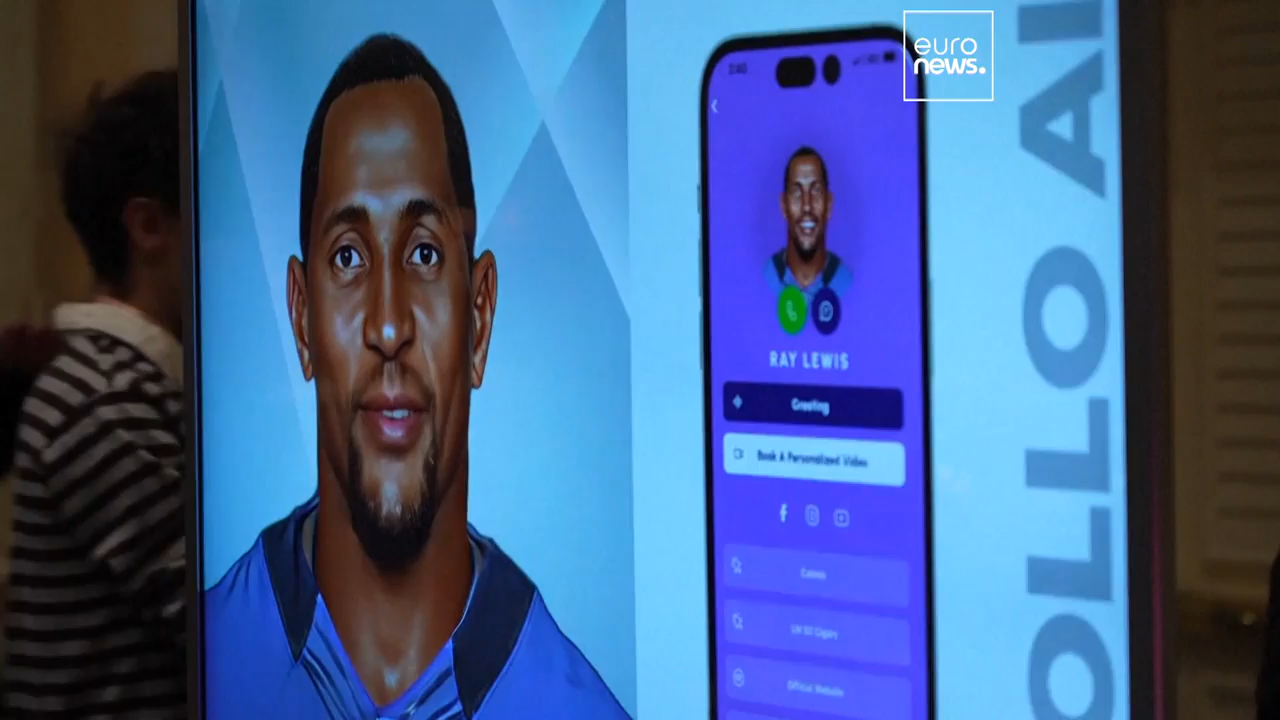 euro
news.
RAY LEWIS
Greeting
Book A Personalized Video
Official Website
OLLO AI